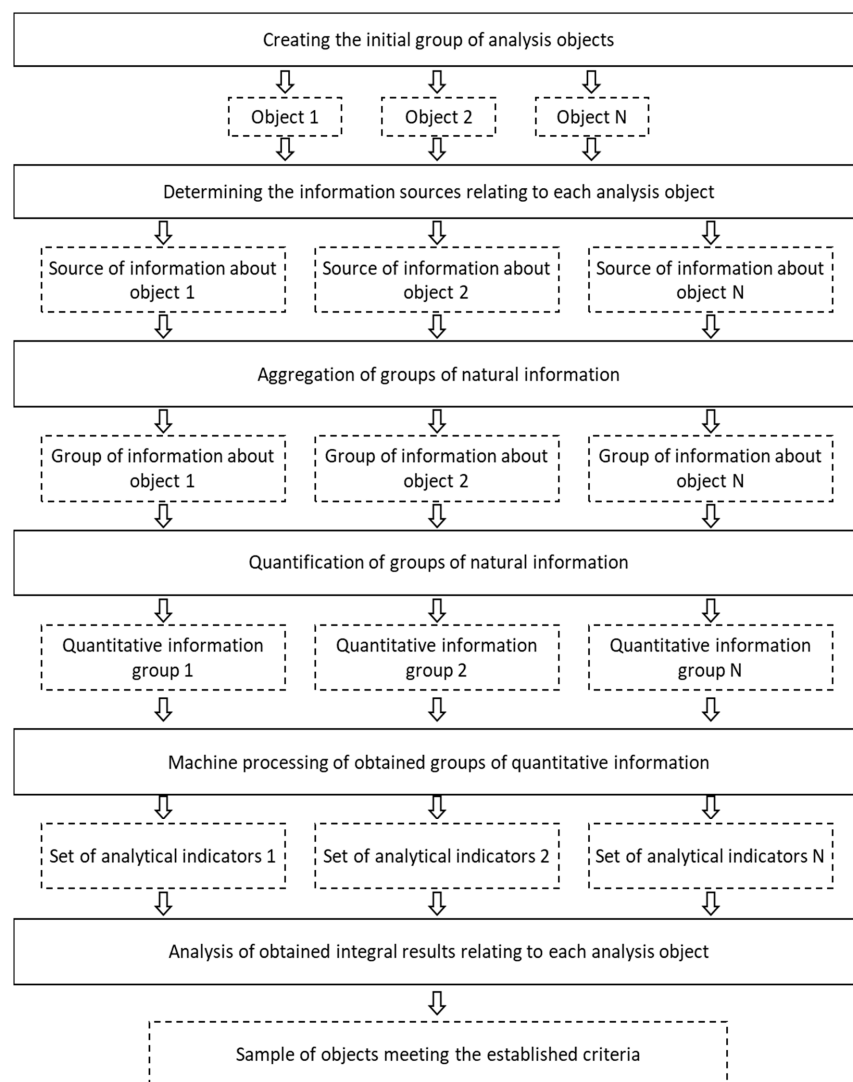 Creating the initial group of analysis objects
Object 1
Object 2
Object N
Determining the information sources relating to each analysis object
Source of information about
object 1
Source of information about
object 2
Source of information about
object N
Aggregation of groups of natural information
Group of information about
object 1
Group of information about
object 2
Group of information about
object N
Quantification of groups of natural information
Quantitative information
group 1
Quantitative information
group 2
Quantitative information
group N
Machine processing of obtained groups of quantitative information
Set of analytical indicators 1
Set of analytical indicators 2
Set of analytical indicators N
Analysis of obtained integral results relating to each analysis object
Sample of objects meeting the established criteria